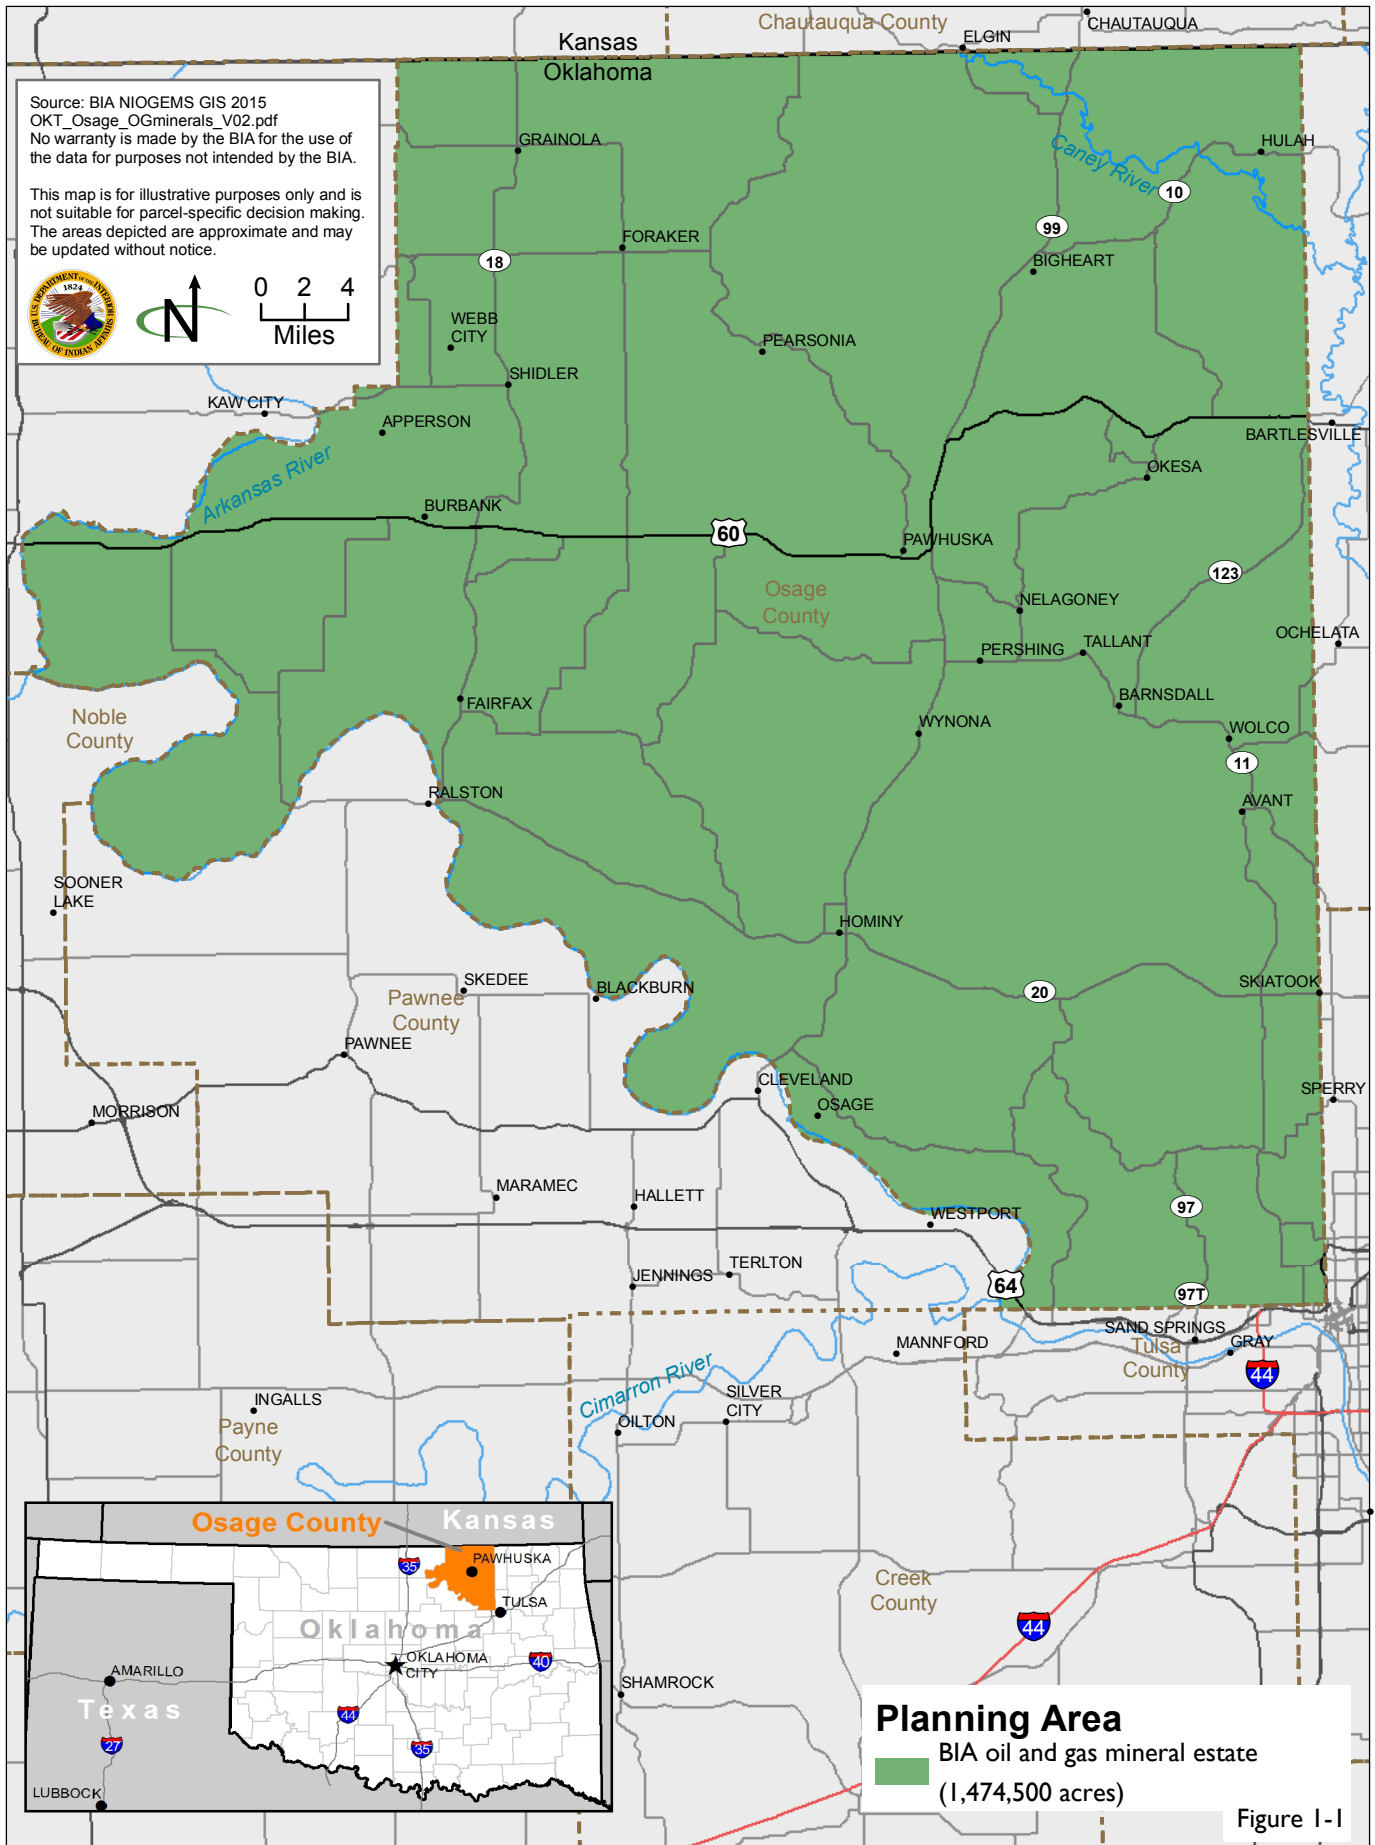 Chautauqua County
CHAUTAUQUA
ELGIN
Kansas
Oklahoma
Source: BIA NIOGEMS GIS 2015
OKT_Osage_OGminerals_V02.pdf
No warranty is made by the BIA for the use of
the data for purposes not intended by the BIA.
This map is for illustrative purposes only and is
not suitable for parcel-specific decision making.
The areas depicted are approximate and may
be updated without notice.
U.S. DEPARTMENT OF THE INTERIOR
1824
BUREAU OF INDIAN AFFAIRS
N
0 2 4
Miles
GRAINOLA
HULAH
Caney River
10
99
FORAKER
18
BIGHEART
WEBB
CITY
PEARSONIA
SHIDLER
KAW CITY
APPERSON
BARTLESVILLE
Arkansas River
OKESA
BURBANK
60
PAWHUSKA
123
Osage
County
NELAGONEY
OCHELATA
PERSHING
TALLANT
BARNSDALL
FAIRFAX
Noble
County
WYNONA
WOLCO
11
RALSTON
AVANT
SOONER
LAKE
HOMINY
SKEDEE
BLACKBURN
20
SKIATOOK
Pawnee
County
PAWNEE
CLEVELAND
OSAGE
SPERRY
MORRISON
MARAMEC
HALLETT
WESTPORT
97
JENNINGS
TERLTON
64
97T
SAND SPRINGS
GRAY
MANNFORD
Tulsa
County
44
Cimarron River
INGALLS
SILVER
CITY
OILTON
Payne
County
Osage County
Kansas
35
PAWHUSKA
TULSA
Oklahoma
OKLAHOMA
CITY
40
AMARILLO
Texas
44
27
35
LUBBOCK
Creek
County
44
SHAMROCK
Planning Area
BIA oil and gas mineral estate
(1,474,500 acres)
Figure 1-1